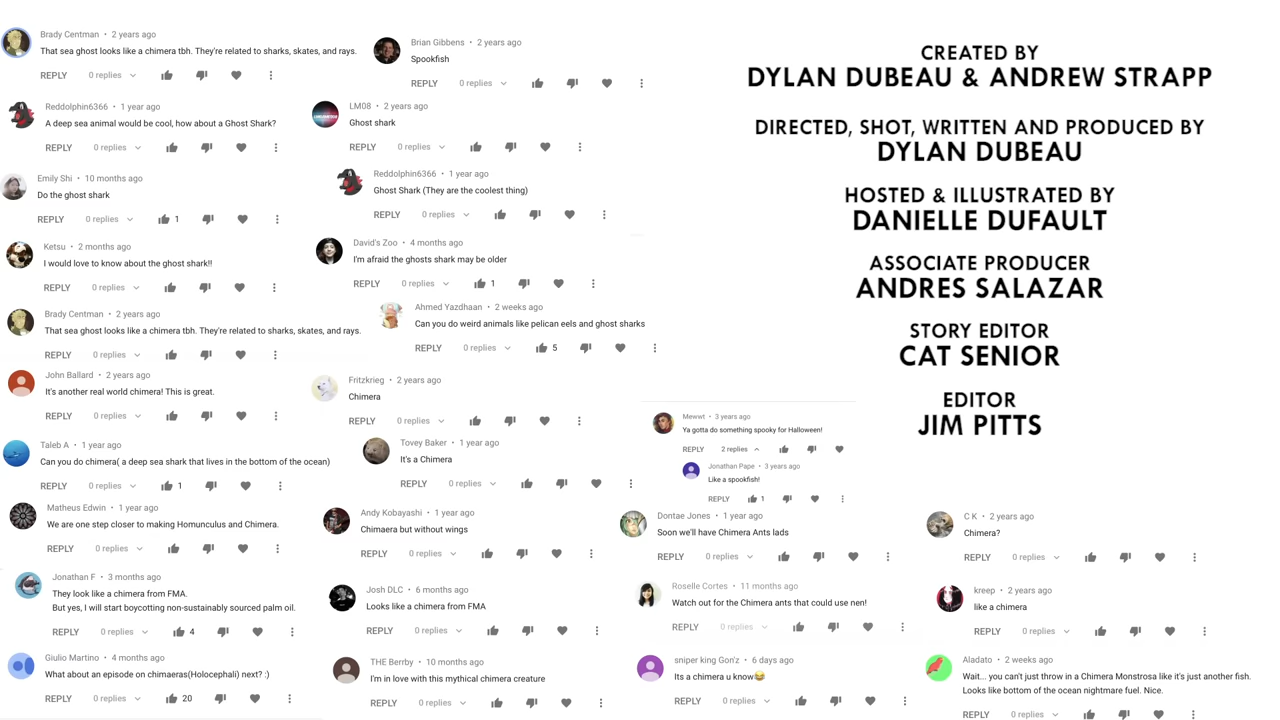 Brady Centman • 2 years ago
That sea ghost looks like a chimera tbh. They're related to sharks, skates, and rays.
REPLY 0 replies
Brian Gibbens • 2 years ago
Spookfish
REPLY 0 replies
Reddolphin6366 • 1 year ago
A deep sea animal would be cool, how about a Ghost Shark?
REPLY 0 replies
LM08 • 2 years ago
Ghost shark
REPLY 0 replies
Emily Shi • 10 months ago
Do the ghost shark
REPLY 0 replies 1
Reddolphin6366 • 1 year ago
Ghost Shark (They are the coolest thing)
REPLY 0 replies
Ketsu • 2 months ago
I would love to know about the ghost shark!!
REPLY 0 replies
David's Zoo • 4 months ago
I'm afraid the ghosts shark may be older
REPLY 0 replies 1
Brady Centman • 2 years ago
That sea ghost looks like a chimera tbh. They're related to sharks, skates, and rays.
REPLY 0 replies
Ahmed Yazdhaan • 2 weeks ago
Can you do weird animals like pelican eels and ghost sharks
REPLY 0 replies 5
John Ballard • 2 years ago
It's another real world chimera! This is great.
REPLY 0 replies
Fritzkrieg • 2 years ago
Chimera
REPLY 0 replies
Taleb A • 1 year ago
Can you do chimera( a deep sea shark that lives in the bottom of the ocean)
REPLY 0 replies 1
Tovey Baker • 1 year ago
It's a Chimera
REPLY 0 replies
Matheus Edwin • 1 year ago
We are one step closer to making Homunculus and Chimera.
REPLY 0 replies
Andy Kobayashi • 1 year ago
Chimaera but without wings
REPLY 0 replies
Jonathan F • 3 months ago
They look like a chimera from FMA.
But yes, I will start boycotting non-sustainably sourced palm oil.
REPLY 0 replies 4
Josh DLC • 6 months ago
Looks like a chimera from FMA
REPLY 0 replies
Giulio Martino • 4 months ago
What about an episode on chimaeras(Holocephali) next? :)
REPLY 0 replies 20
THE Berrby • 10 months ago
I'm in love with this mythical chimera creature
REPLY 0 replies
CREATED BY
DYLAN DUBEAU & ANDREW STRAPP
DIRECTED, SHOT, WRITTEN AND PRODUCED BY
DYLAN DUBEAU
HOSTED & ILLUSTRATED BY
DANIELLE DUFAULT
ASSOCIATE PRODUCER
ANDRES SALAZAR
STORY EDITOR
CAT SENIOR
EDITOR
JIM PITTS
Mewwt • 3 years ago
Ya gotta do something spooky for Halloween!
REPLY 2 replies
Jonathan Pape • 3 years ago
Like a spookfish!
REPLY 1
Dontae Jones • 1 year ago
Soon we'll have Chimera Ants lads
REPLY 0 replies
C K • 2 years ago
Chimera?
REPLY 0 replies
Roselle Cortes • 11 months ago
Watch out for the Chimera ants that could use nen!
REPLY 0 replies
kreep • 2 years ago
like a chimera
REPLY 0 replies
sniper king Gon'z • 6 days ago
Its a chimera u know😂
REPLY 0 replies
Aladato • 2 weeks ago
Wait... you can't just throw in a Chimera Monstrosa like it's just another fish.
Looks like bottom of the ocean nightmare fuel. Nice.
REPLY 0 replies